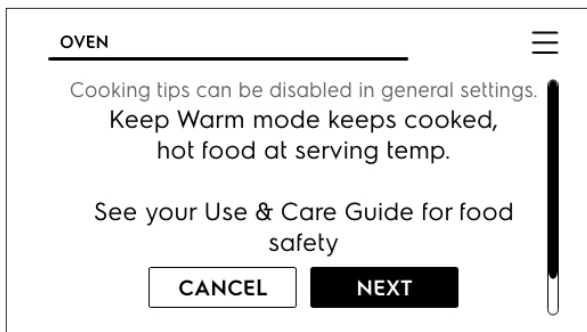 OVEN
Cooking tips can be disabled in general settings.
Keep Warm mode keeps cooked,
hot food at serving temp.
See your Use & Care Guide for food
safety
CANCEL NEXT